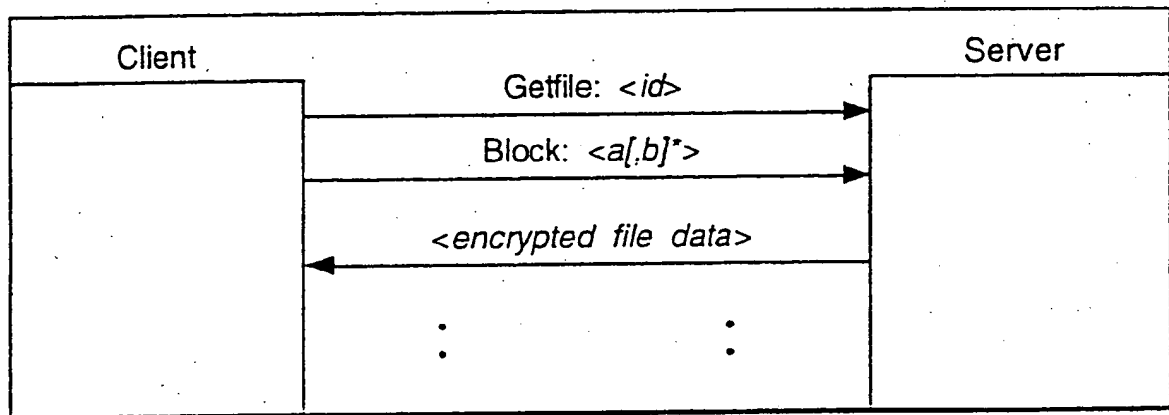 Client
Server
Getfile: <id>
Block: <a[,b]*>
<encrypted file data>